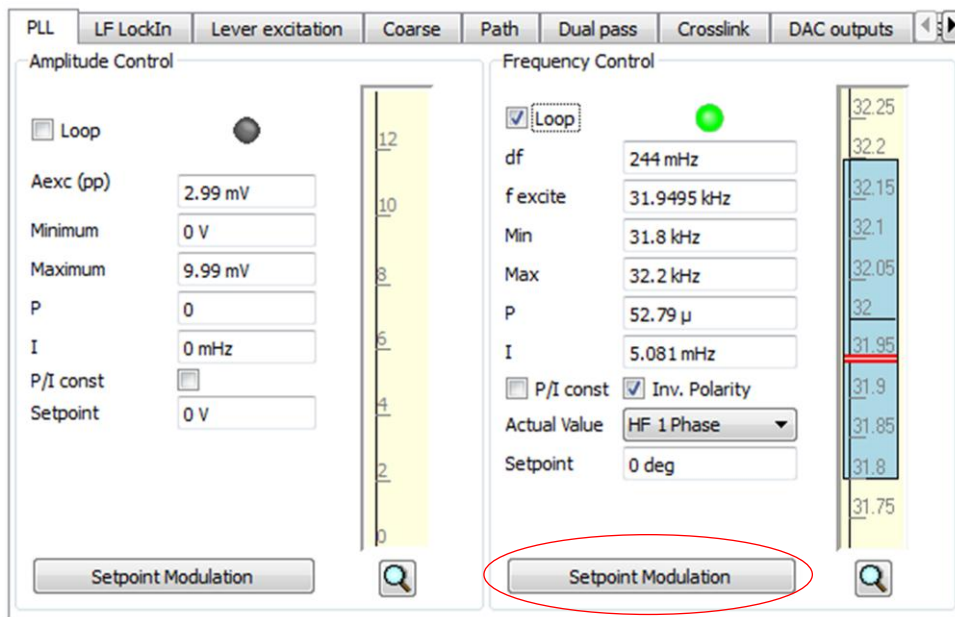 PLL LF LockIn Lever excitation Coarse Path Dual pass Crosslink DAC outputs
Amplitude Control
Loop
Aexc (pp) 2.99 mV
Minimum 0 V
Maximum 9.99 mV
P 0
I 0 mHz
P/I const
Setpoint 0 V
12
10
8
6
4
2
0
Setpoint Modulation
Frequency Control
Loop
df 244 mHz
f excite 31.9495 kHz
Min 31.8 kHz
Max 32.2 kHz
P 52.79 µ
I 5.081 mHz
P/I const Inv. Polarity
Actual Value HF 1 Phase
Setpoint 0 deg
32.25
32.2
32.15
32.1
32.05
32
31.95
31.9
31.85
31.8
31.75
Setpoint Modulation